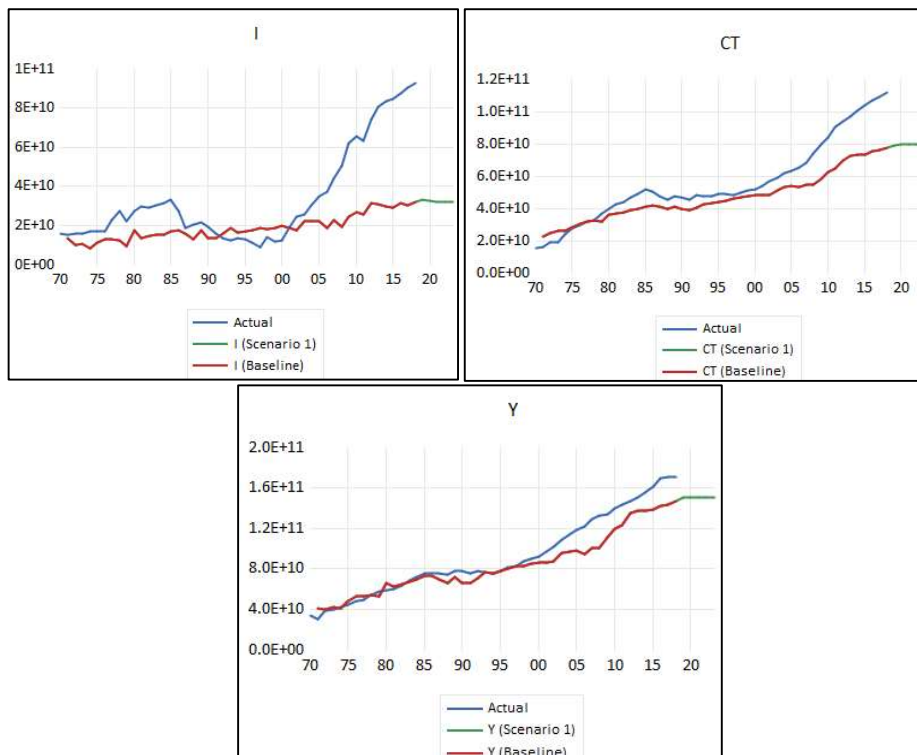 I
1E+11
8E+10
6E+10
4E+10
2E+10
0E+00
70 75 80 85 90 95 00 05 10 15 20
Actual
I (Scenario 1)
I (Baseline)
CT
1.2E+11
1.0E+11
8.0E+10
6.0E+10
4.0E+10
2.0E+10
0.0E+00
70 75 80 85 90 95 00 05 10 15 20
Actual
CT (Scenario 1)
CT (Baseline)
Y
2.0E+11
1.6E+11
1.2E+11
8.0E+10
4.0E+10
0.0E+00
70 75 80 85 90 95 00 05 10 15 20
Actual
Y (Scenario 1)
Y (Baseline)